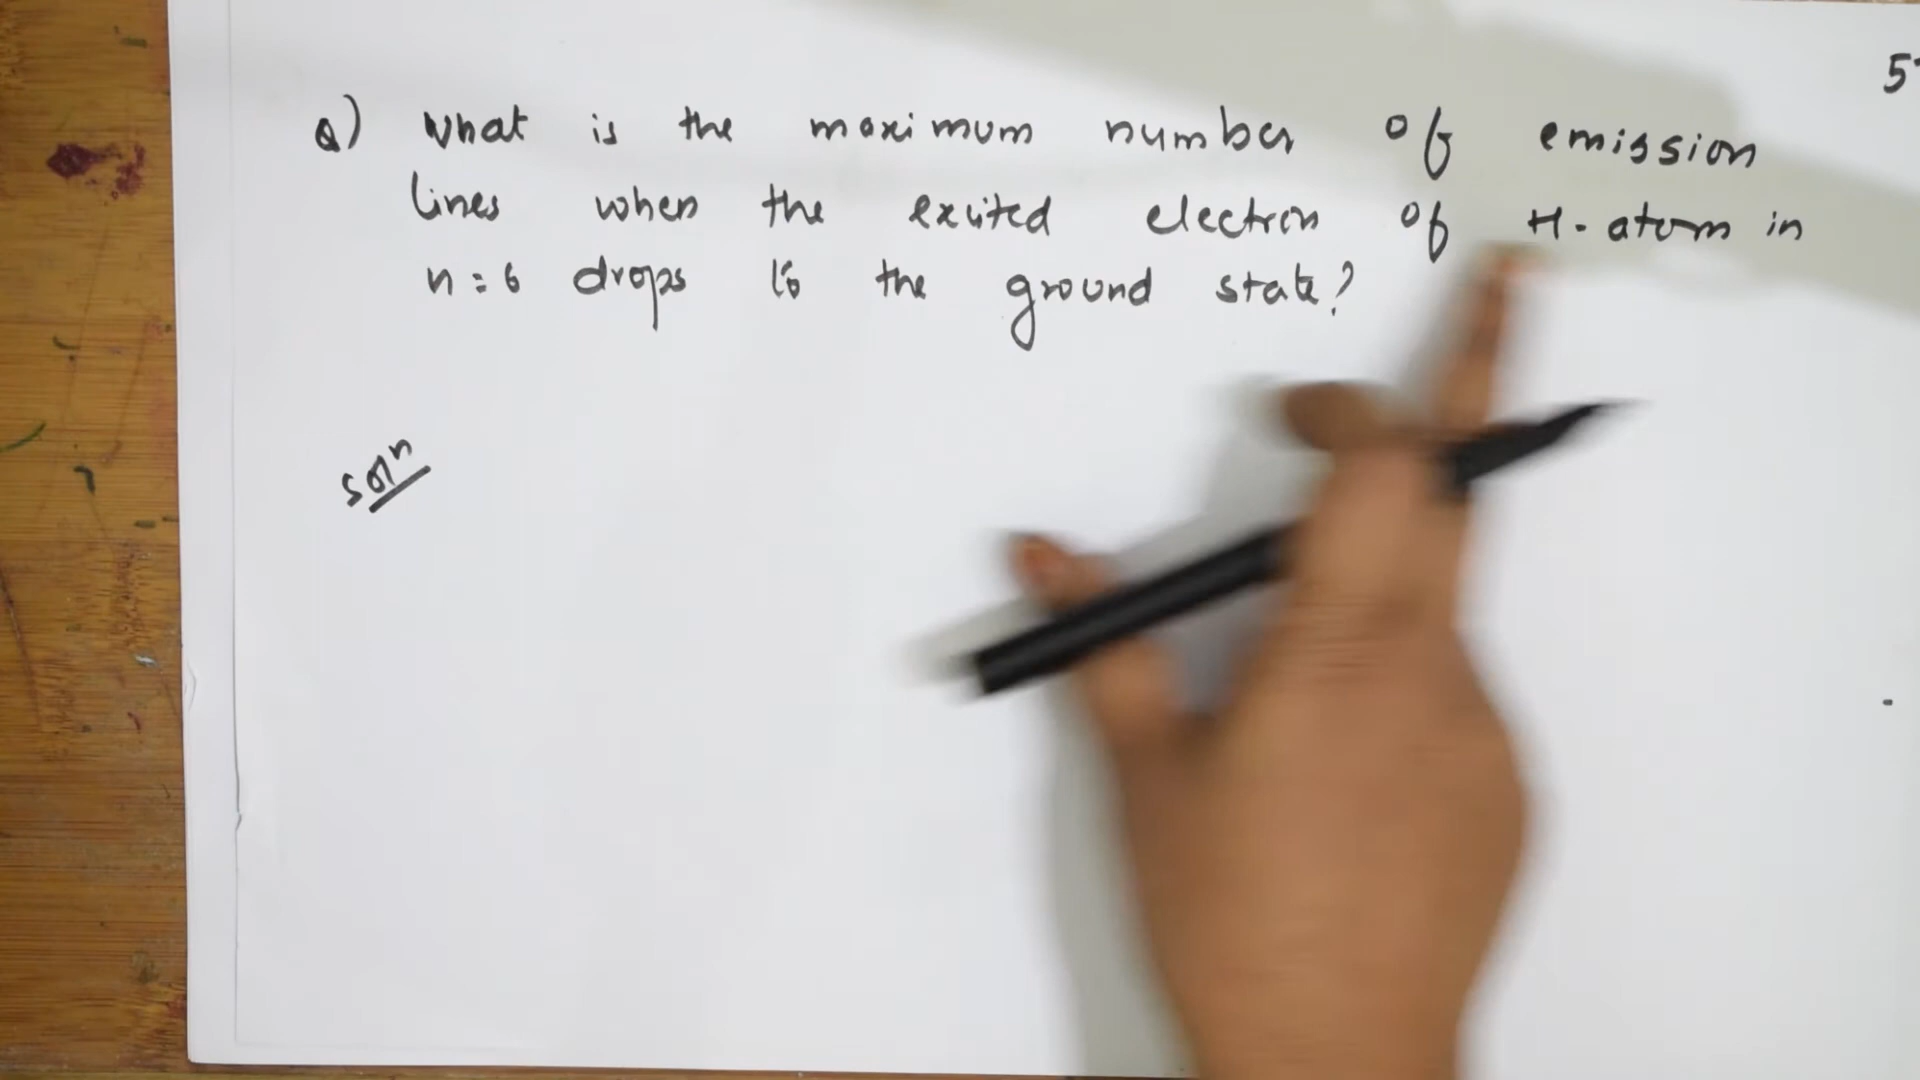 Q) What is the maximum number of emission
lines when the excited electron of H-atom in
n=6 drops to the ground state?
Solⁿ